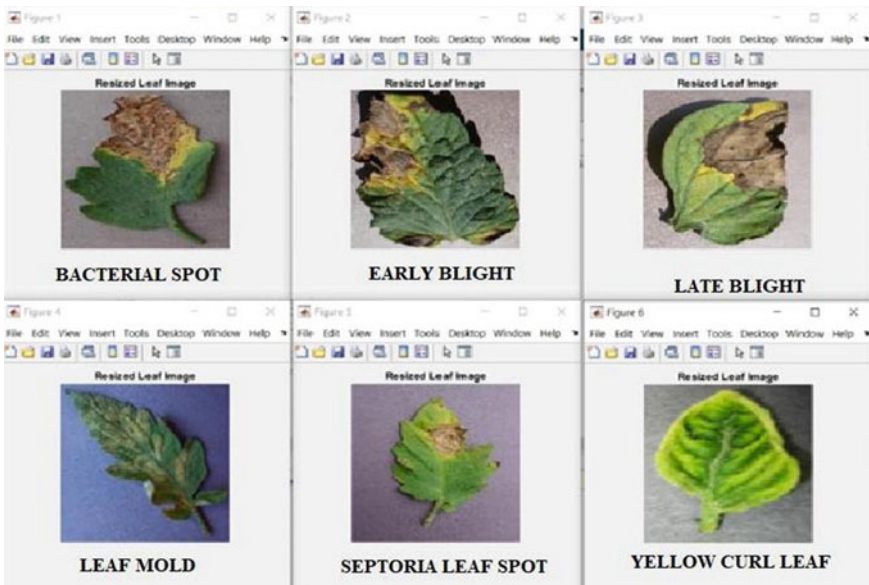 Figure 1
File Edit View Insert Tools Desktop Window Help
Resized Leaf Image
BACTERIAL SPOT
Figure 2
File Edit View Insert Tools Desktop Window Help
Resized Leaf Image
EARLY BLIGHT
Figure 3
File Edit View Insert Tools Desktop Window Help
Resized Leaf Image
LATE BLIGHT
Figure 4
File Edit View Insert Tools Desktop Window Help
Resized Leaf Image
LEAF MOLD
Figure 5
File Edit View Insert Tools Desktop Window Help
Resized Leaf Image
SEPTORIA LEAF SPOT
Figure 6
File Edit View Insert Tools Desktop Window Help
Resized Leaf Image
YELLOW CURL LEAF